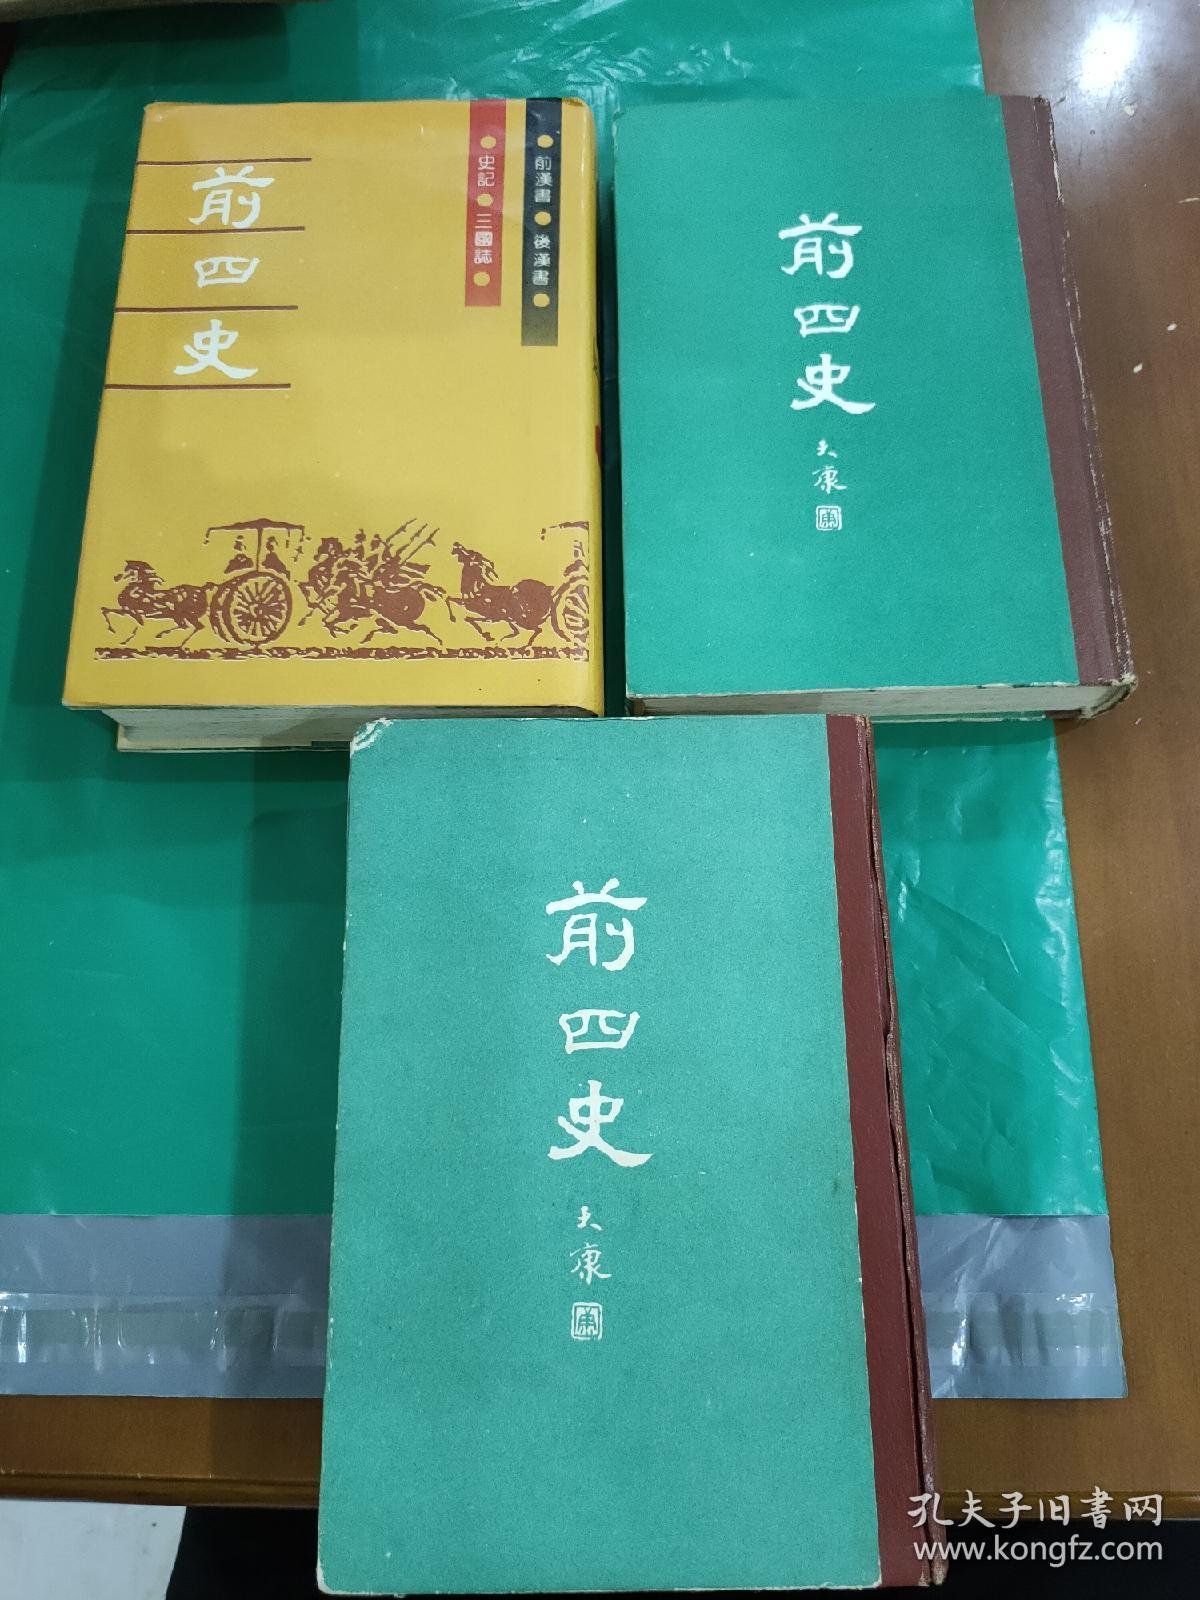 前四史
史記 三國誌
前漢書 後漢書
前四史
大康
前四史
大康
孔夫子旧书网
www.kongfz.com